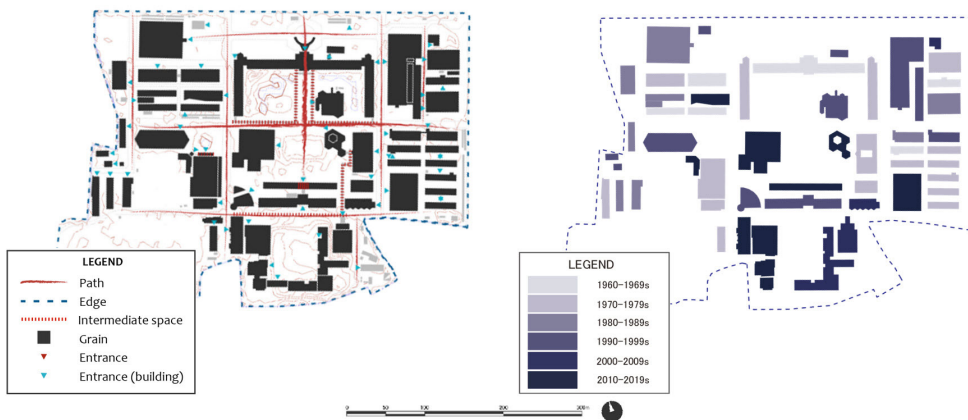 LEGEND
Path
Edge
Intermediate space
Grain
Entrance
Entrance (building)
LEGEND
1960-1969s
1970-1979s
1980-1989s
1990-1999s
2000-2009s
2010-2019s
0 50 100 200 300m